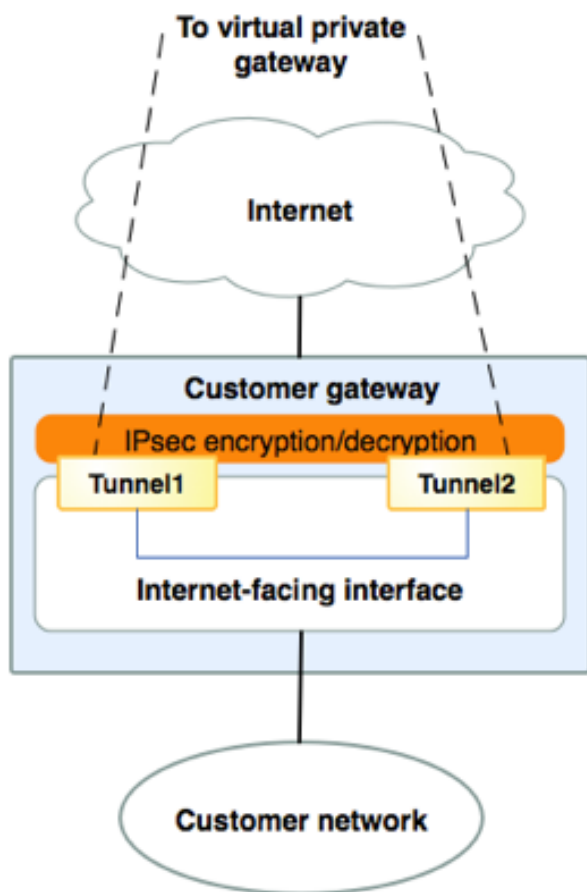 To virtual private
gateway
Internet
Customer gateway
IPsec encryption/decryption
Tunnel1
Tunnel2
Internet-facing interface
Customer network